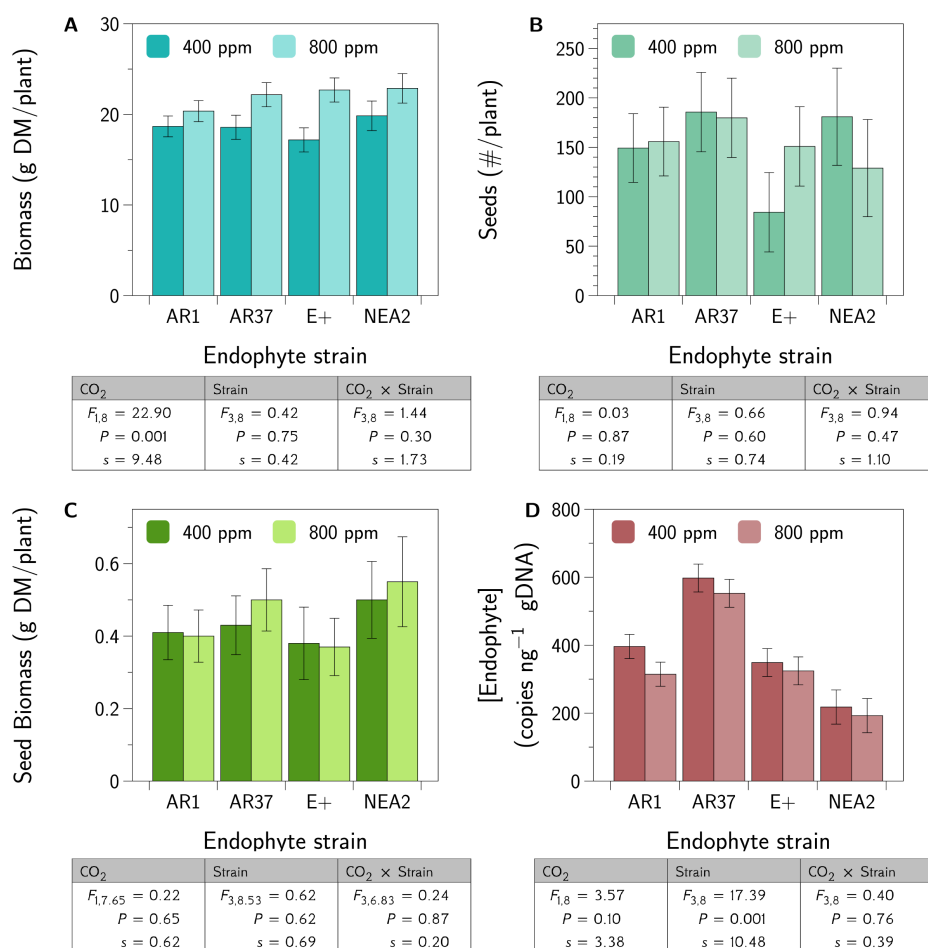 A
30
20
10
0
Biomass (g DM/plant)
400 ppm
800 ppm
AR1
AR37
E+
NEA2
Endophyte strain
CO₂
Strain
CO₂ × Strain
F₁,₈ = 22.90
F₃,₈ = 0.42
F₃,₈ = 1.44
P = 0.001
P = 0.75
P = 0.30
s = 9.48
s = 0.42
s = 1.73
B
250
200
150
100
50
0
Seeds (#/plant)
400 ppm
800 ppm
AR1
AR37
E+
NEA2
Endophyte strain
CO₂
Strain
CO₂ × Strain
F₁,₈ = 0.03
F₃,₈ = 0.66
F₃,₈ = 0.94
P = 0.87
P = 0.60
P = 0.47
s = 0.19
s = 0.74
s = 1.10
C
0.6
0.4
0.2
0
Seed Biomass (g DM/plant)
400 ppm
800 ppm
AR1
AR37
E+
NEA2
Endophyte strain
CO₂
Strain
CO₂ × Strain
F₁,₇.₆₅ = 0.22
F₃,₈.₅₃ = 0.62
F₃,₆.₈₃ = 0.24
P = 0.65
P = 0.62
P = 0.87
s = 0.62
s = 0.69
s = 0.20
D
800
600
400
200
0
[Endophyte]
(copies ng⁻¹ gDNA)
400 ppm
800 ppm
AR1
AR37
E+
NEA2
Endophyte strain
CO₂
Strain
CO₂ × Strain
F₁,₈ = 3.57
F₃,₈ = 17.39
F₃,₈ = 0.40
P = 0.10
P = 0.001
P = 0.76
s = 3.38
s = 10.48
s = 0.39